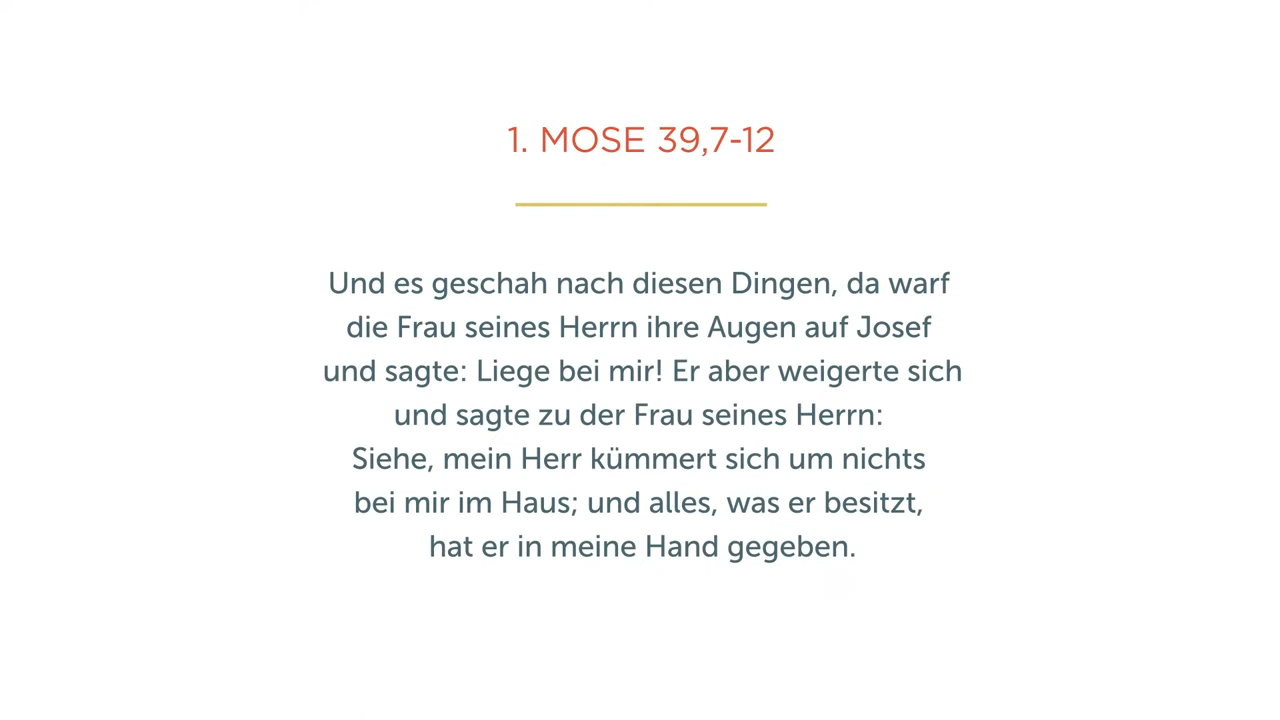 1. MOSE 39,7-12
Und es geschah nach diesen Dingen, da warf
die Frau seines Herrn ihre Augen auf Josef
und sagte: Liege bei mir! Er aber weigerte sich
und sagte zu der Frau seines Herrn:
Siehe, mein Herr kümmert sich um nichts
bei mir im Haus; und alles, was er besitzt,
hat er in meine Hand gegeben.